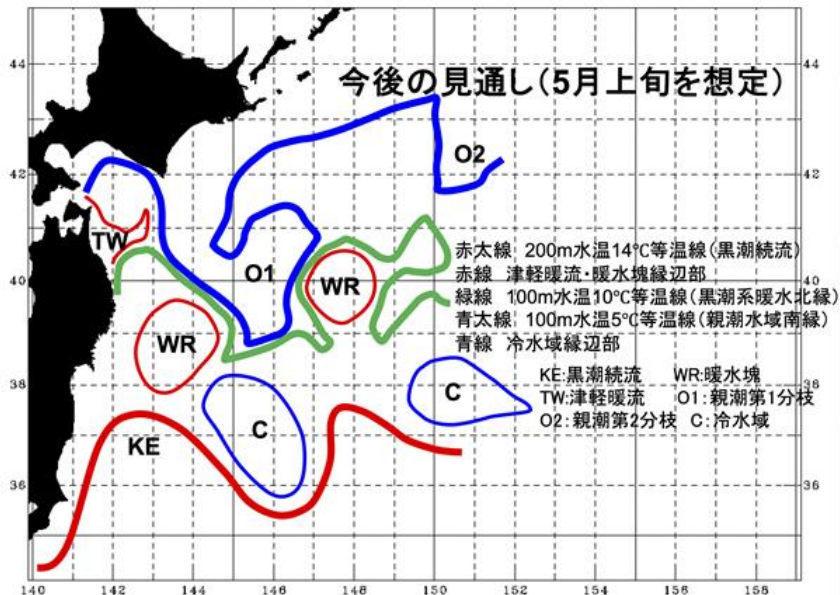 今後の見通し(5月上旬を想定)
44
44
42
42
40
40
38
38
36
36
O2
TW
O1
WR
WR
C
C
KE
赤太線 200m水温14℃等温線(黒潮続流)
赤線 津軽暖流・暖水塊縁辺部
緑線 100m水温10℃等温線(黒潮系暖水北縁)
青太線 100m水温5℃等温線(親潮水域南縁)
青線 冷水域縁辺部
KE:黒潮続流 WR:暖水塊
TW:津軽暖流 O1:親潮第1分枝
O2:親潮第2分枝 C:冷水域
140 142 144 146 148 150 152 154 156 158